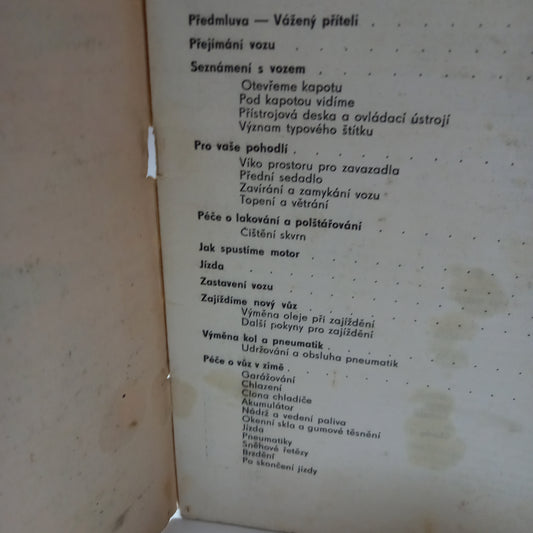 Předmluva — Vážený příteli . . .
Přejímání vozu . . . . . .
Seznámení s vozem . . . . .
Otevřeme kapotu
Pod kapotou vidíme
Přístrojová deska a ovládací ústrojí
Význam typového štítku
Pro vaše pohodlí . . . . . .
Víko prostoru pro zavazadla
Přední sedadlo
Zavírání a zamykání vozu
Topení a větrání
Péče o lakování a polštářování . . .
Čištění skvrn
Jak spustíme motor . . . . .
Jízda . . . . . . .
Zastavení vozu . . . . . .
Zajíždíme nový vůz . . . . .
Výměna oleje při zajíždění
Další pokyny pro zajíždění
Výměna kol a pneumatik . . . .
Udržování a obsluha pneumatik
Péče o vůz v zimě . . . . .
Garážování
Chlazení
Clona chladiče
Akumulátor
Nádrž a vedení paliva
Okenní skla a gumové těsnění
Jízda
Pneumatiky
Sněhové řetězy
Brzdění
Po skončení jízdy
4